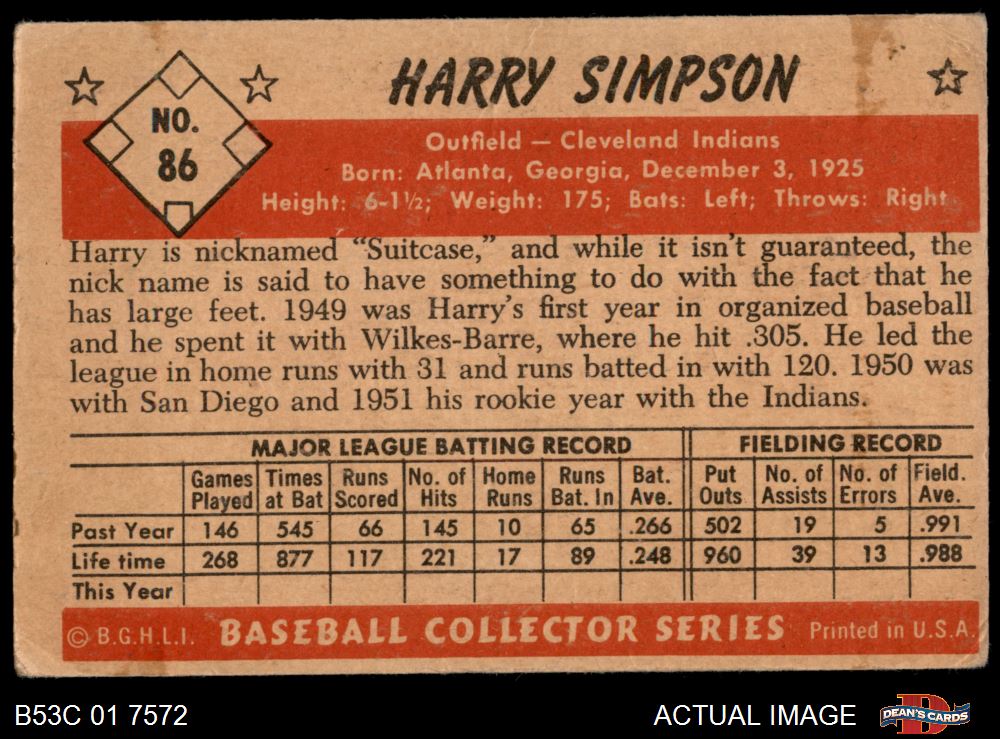 HARRY SIMPSON
NO.
86
Outfield — Cleveland Indians
Born: Atlanta, Georgia, December 3, 1925
Height: 6-1½; Weight: 175; Bats: Left; Throws: Right
Harry is nicknamed “Suitcase,” and while it isn't guaranteed, the
nick name is said to have something to do with the fact that he
has large feet. 1949 was Harry's first year in organized baseball
and he spent it with Wilkes-Barre, where he hit .305. He led the
league in home runs with 31 and runs batted in with 120. 1950 was
with San Diego and 1951 his rookie year with the Indians.
MAJOR LEAGUE BATTING RECORD FIELDING RECORD
Games Times Runs No. of Home Runs Bat. Put No. of No. of Field.
Played at Bat Scored Hits Runs Bat. In Ave. Outs Assists Errors Ave.
Past Year 146 545 66 145 10 65 .266 502 19 5 .991
Life time 268 877 117 221 17 89 .248 960 39 13 .988
This Year
© B.G.H.L.I. BASEBALL COLLECTOR SERIES Printed in U.S.A.
B53C 01 7572 ACTUAL IMAGE DEAN'S CARDS